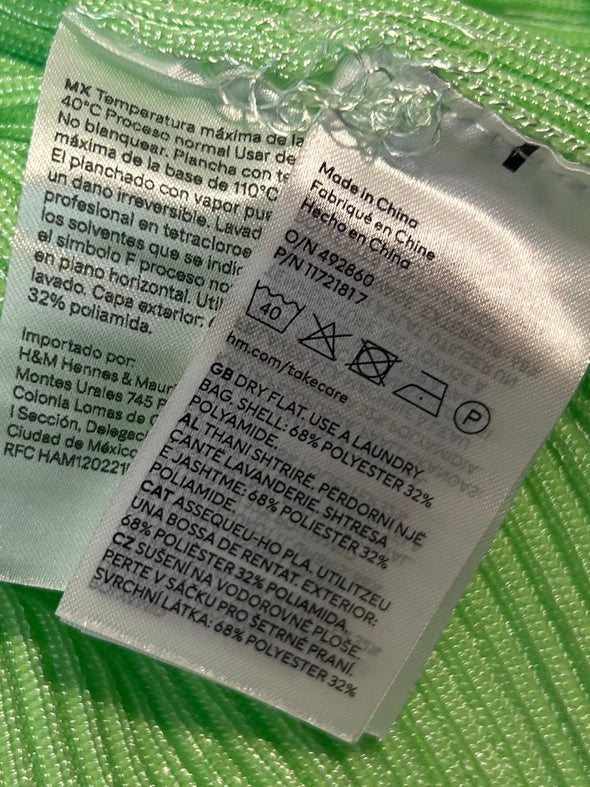 MX Temperatura máxima de la
40°C Proceso normal Usar de
No blanquear. Plancha con te
máxima de la base de 110°C
El planchado con vapor pue
un dano irreversible. Lavad
profesional en tetracloroe
los solventes que se indic
el símbolo F proceso no
en plano horizontal. Util
lavado. Capa exterior:
32% poliamida.
Importado por:
H&M Hennes & Maur
Montes Urales 745 P
Colonia Lomas de C
I Sección, Delegac
Ciudad de México
RFC HAM120221
Made in China
Fabriqué en Chine
Hecho en China
O/N 492860
P/N 11721817
40
P
hm.com/takecare
GB DRY FLAT. USE A LAUNDRY
BAG. SHELL: 68% POLYESTER 32%
POLYAMIDE.
AL THANI SHTRIRË. PËRDORNI NJË
ÇANTË LAVANDERIE. SHTRESA
E JASHTME: 68% POLIESTËR 32%
POLIAMIDE.
CAT ASSEQUEU-HO PLA. UTILITZEU
UNA BOSSA DE RENTAT. EXTERIOR:
68% POLIÈSTER 32% POLIAMIDA.
CZ SUŠENÍ NA VODOROVNÉ PLOŠE.
PERTE V SÁČKU PRO ŠETRNÉ PRANÍ.
SVRCHNÍ LÁTKA: 68% POLYESTER 32%